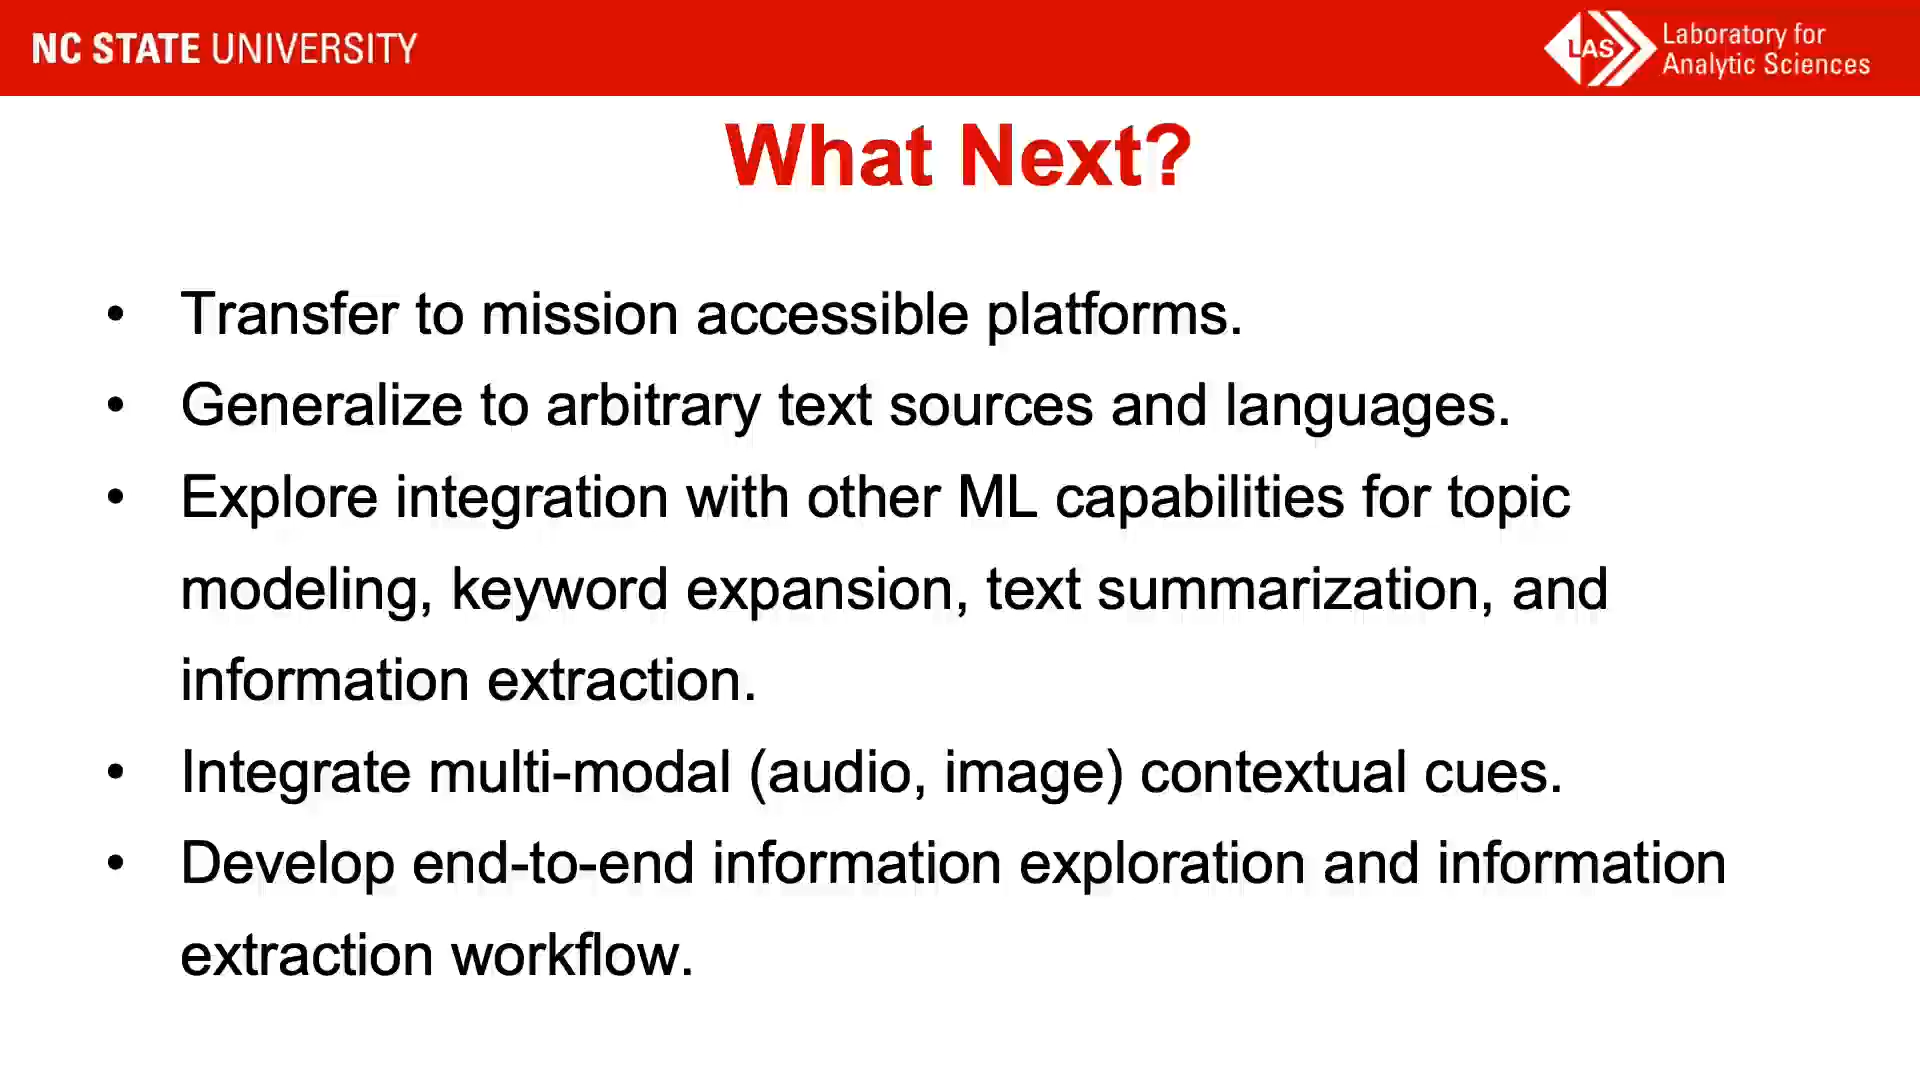 NC STATE UNIVERSITY
LAS
Laboratory for
Analytic Sciences
What Next?
• Transfer to mission accessible platforms.
• Generalize to arbitrary text sources and languages.
• Explore integration with other ML capabilities for topic
modeling, keyword expansion, text summarization, and
information extraction.
• Integrate multi-modal (audio, image) contextual cues.
• Develop end-to-end information exploration and information
extraction workflow.